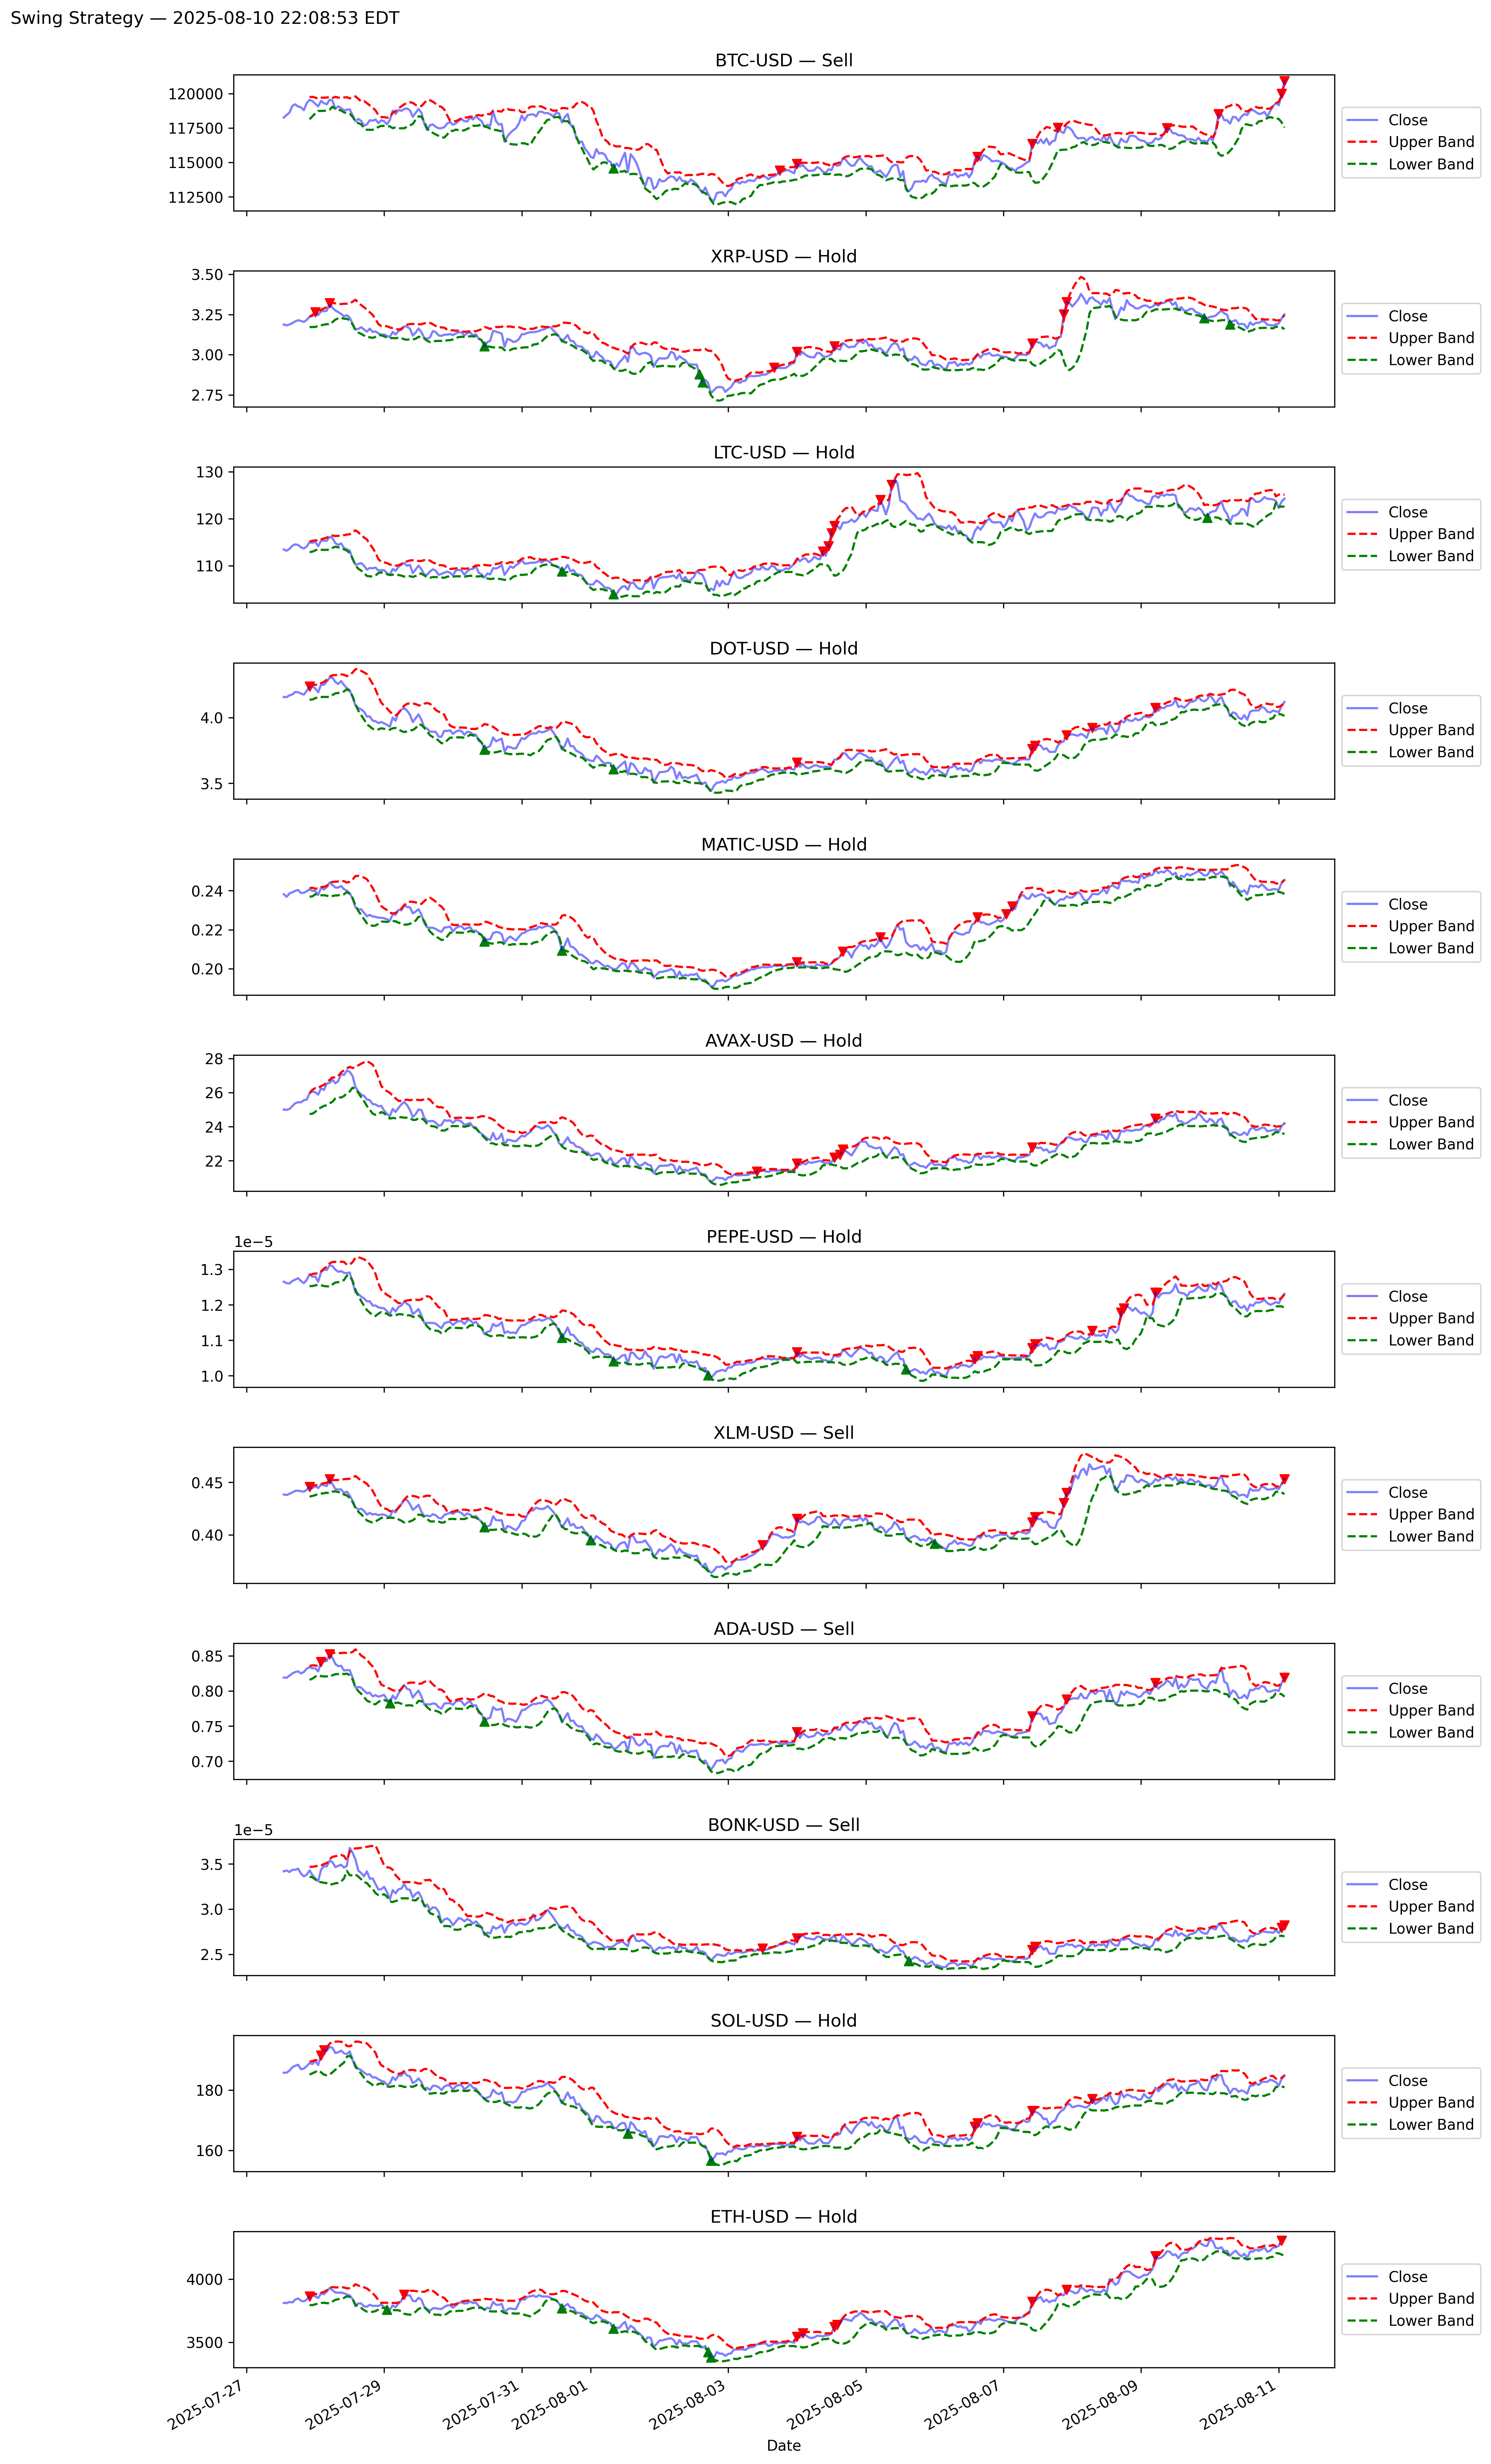 Swing Strategy — 2025-08-10 22:08:53 EDT
BTC-USD — Sell
120000
117500
115000
112500
Close
Upper Band
Lower Band
XRP-USD — Hold
3.50
3.25
3.00
2.75
Close
Upper Band
Lower Band
LTC-USD — Hold
130
120
110
Close
Upper Band
Lower Band
DOT-USD — Hold
4.0
3.5
Close
Upper Band
Lower Band
MATIC-USD — Hold
0.24
0.22
0.20
Close
Upper Band
Lower Band
AVAX-USD — Hold
28
26
24
22
Close
Upper Band
Lower Band
PEPE-USD — Hold
1e−5
1.3
1.2
1.1
1.0
Close
Upper Band
Lower Band
XLM-USD — Sell
0.45
0.40
Close
Upper Band
Lower Band
ADA-USD — Sell
0.85
0.80
0.75
0.70
Close
Upper Band
Lower Band
BONK-USD — Sell
1e−5
3.5
3.0
2.5
Close
Upper Band
Lower Band
SOL-USD — Hold
180
160
Close
Upper Band
Lower Band
ETH-USD — Hold
4000
3500
Close
Upper Band
Lower Band
2025-07-27
2025-07-29
2025-07-31
2025-08-01
2025-08-03
2025-08-05
2025-08-07
2025-08-09
2025-08-11
Date